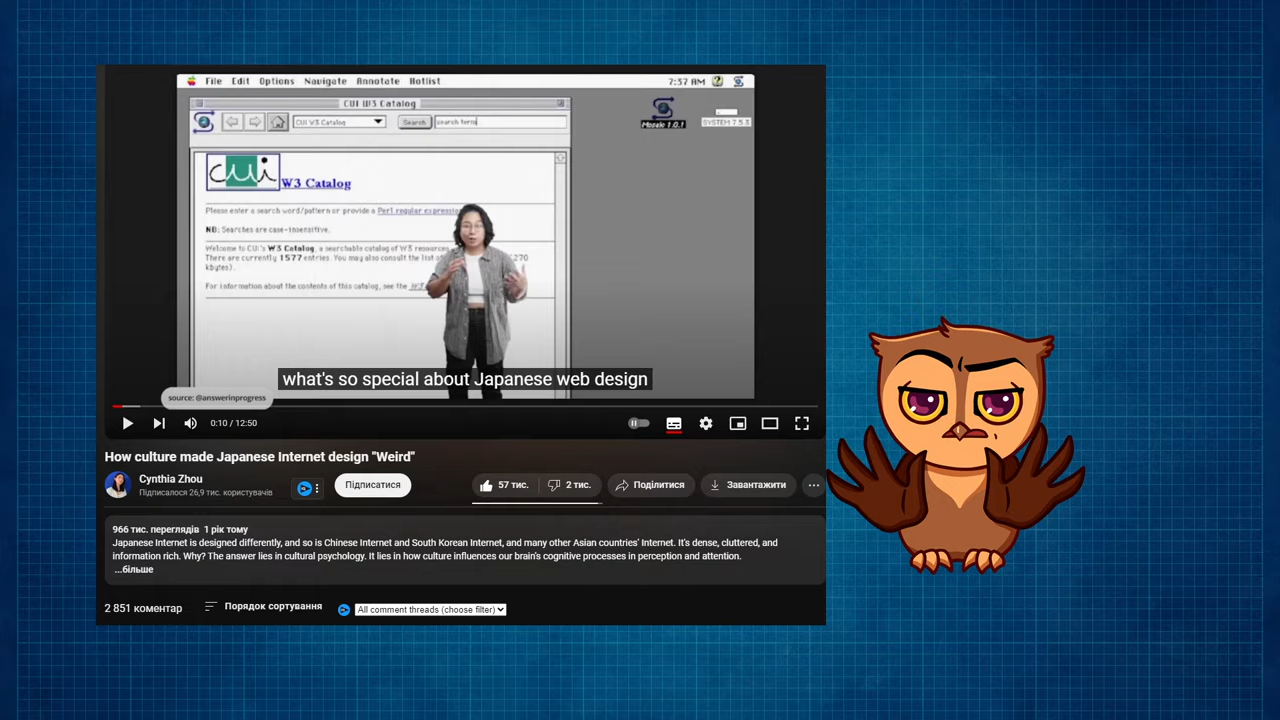 File Edit Options Navigate Annotate Hotlist
7:37 AM
CUI W3 Catalog
CUI W3 Catalog
Search
search term
Mosaic 1.0.1
SYSTEM 7.5.3
cui
W3 Catalog
Please enter a search word/pattern or provide a Perl regular expression
NB: Searches are case-insensitive.
Welcome to CUI's W3 Catalog, a searchable catalog of W3 resources
There are currently 1577 entries. You may also consult the list of
270
kbytes).
For information about the contents of this catalog, see the
what's so special about Japanese web design
source: @answerinprogress
0:10 / 12:50
How culture made Japanese Internet design "Weird"
Cynthia Zhou
Підписалося 26,9 тис. користувачів
Підписатися
57 тис.
2 тис.
Поділитися
Завантажити
966 тис. переглядів 1 рік тому
Japanese Internet is designed differently, and so is Chinese Internet and South Korean Internet, and many other Asian countries' Internet. It's dense, cluttered, and
information rich. Why? The answer lies in cultural psychology. It lies in how culture influences our brain's cognitive processes in perception and attention.
...більше
2 851 коментар
Порядок сортування
All comment threads (choose filter)